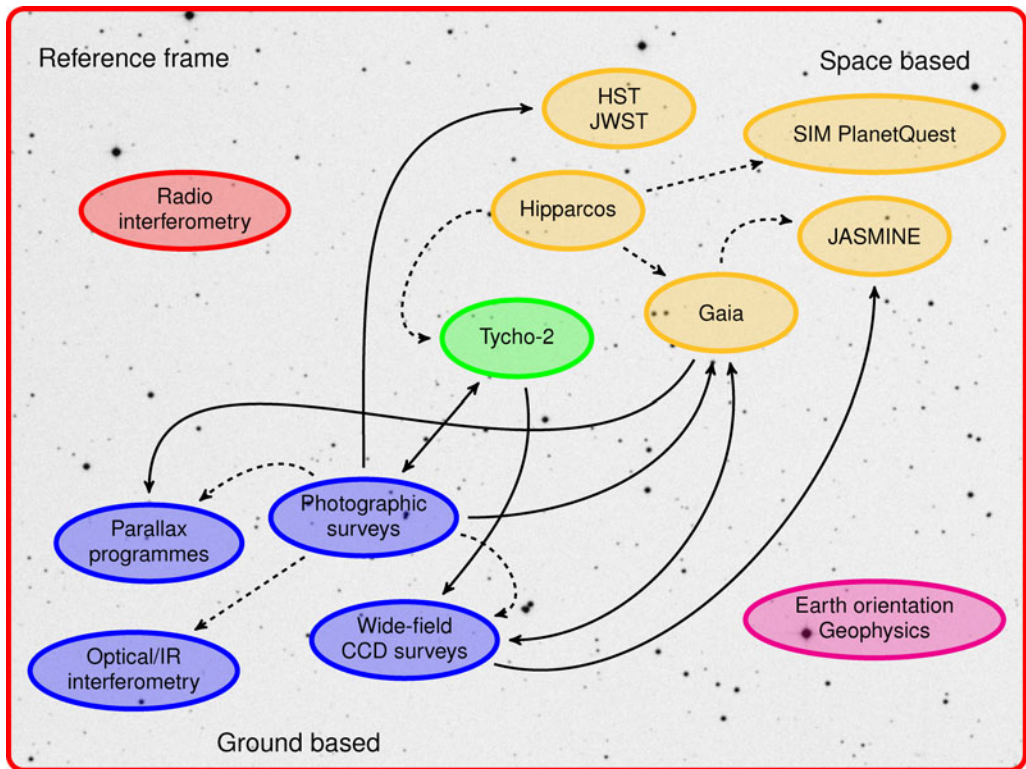 Reference frame
Space based
HST
JWST
SIM PlanetQuest
Radio
interferometry
Hipparcos
JASMINE
Gaia
Tycho-2
Photographic
surveys
Parallax
programmes
Earth orientation
Geophysics
Wide-field
CCD surveys
Optical/IR
interferometry
Ground based